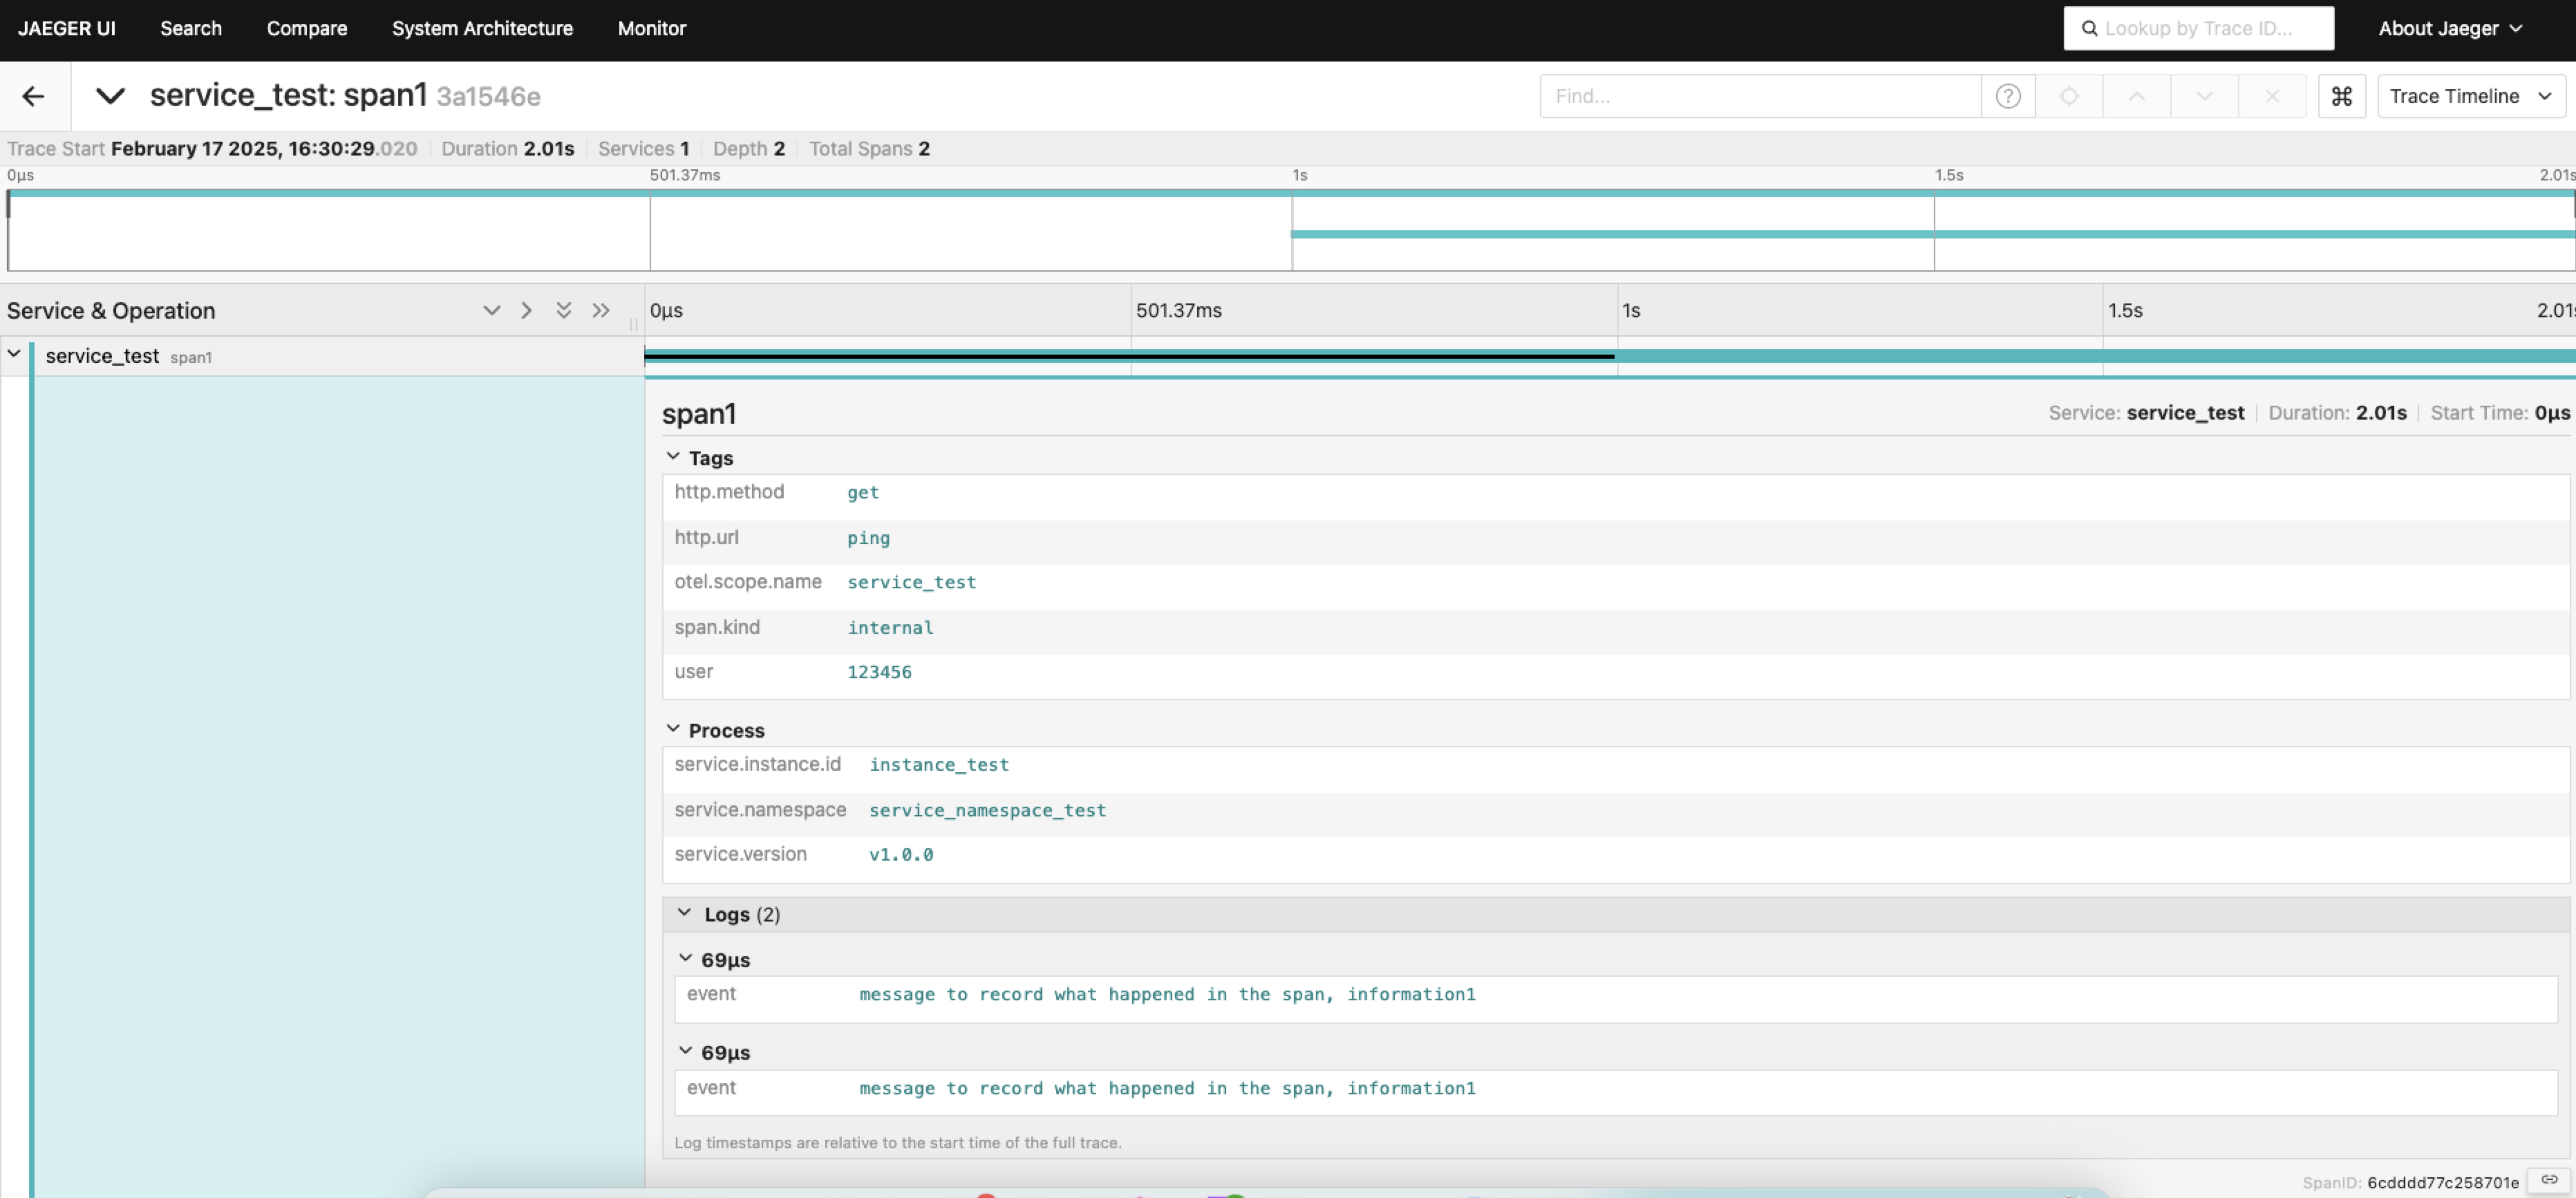 JAEGER UI Search Compare System Architecture Monitor Lookup by Trace ID... About Jaeger
service_test: span1 3a1546e Find... Trace Timeline
Trace Start February 17 2025, 16:30:29.020 Duration 2.01s Services 1 Depth 2 Total Spans 2
0μs 501.37ms 1s 1.5s 2.01s
Service & Operation 0μs 501.37ms 1s 1.5s 2.01s
service_test span1
span1 Service: service_test Duration: 2.01s Start Time: 0μs
Tags
http.method get
http.url ping
otel.scope.name service_test
span.kind internal
user 123456
Process
service.instance.id instance_test
service.namespace service_namespace_test
service.version v1.0.0
Logs (2)
69μs
event message to record what happened in the span, information1
69μs
event message to record what happened in the span, information1
Log timestamps are relative to the start time of the full trace.
SpanID: 6cdddd77c258701e